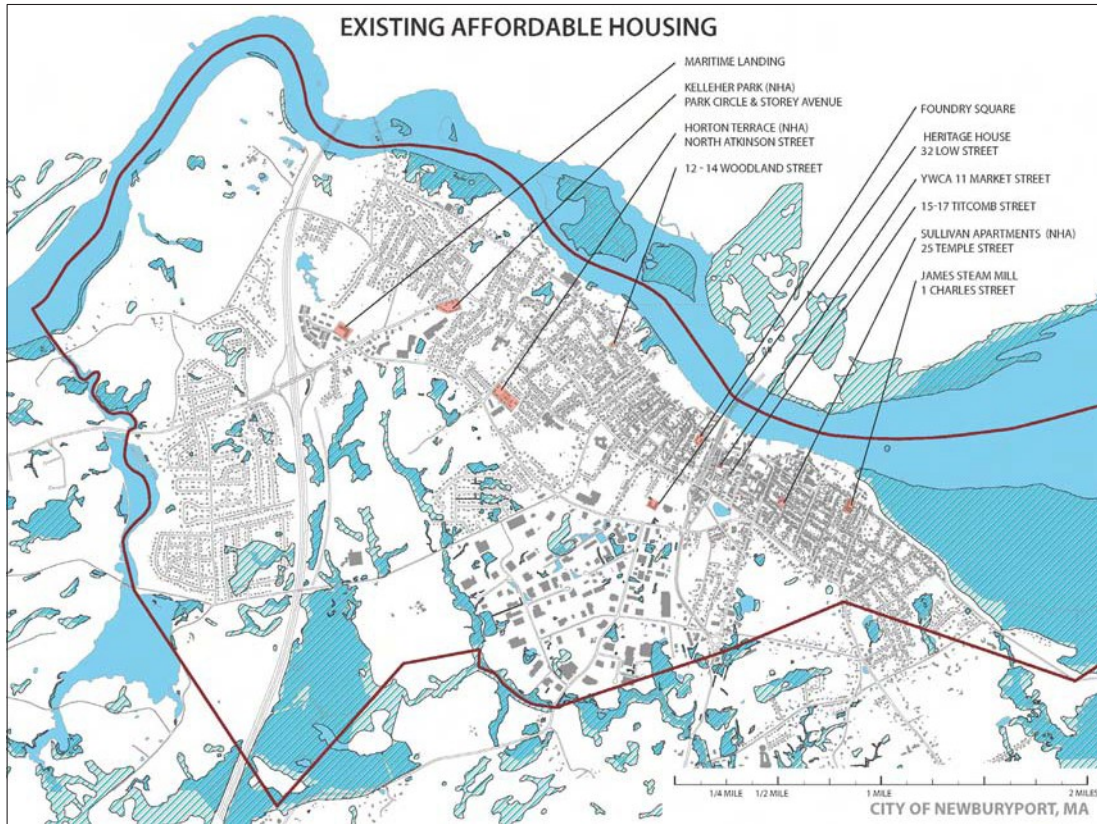 EXISTING AFFORDABLE HOUSING
MARITIME LANDING
KELLEHER PARK (NHA)
PARK CIRCLE & STOREY AVENUE
HORTON TERRACE (NHA)
NORTH ATKINSON STREET
12 - 14 WOODLAND STREET
FOUNDRY SQUARE
HERITAGE HOUSE
32 LOW STREET
YWCA 11 MARKET STREET
15-17 TITCOMB STREET
SULLIVAN APARTMENTS (NHA)
25 TEMPLE STREET
JAMES STEAM MILL
1 CHARLES STREET
1/4 MILE 1/2 MILE 1 MILE 2 MILES
CITY OF NEWBURYPORT, MA